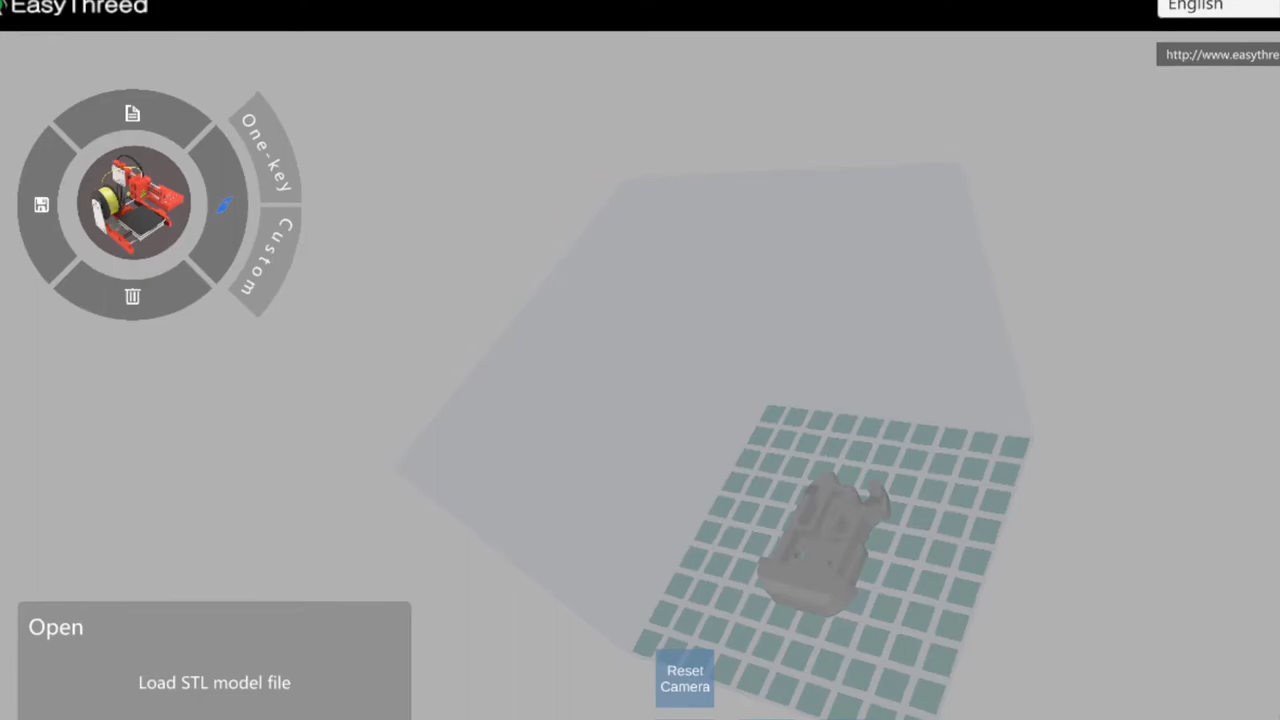 EasyThreed
English
http://www.easythre
One-key
Custom
Open
Load STL model file
Reset
Camera